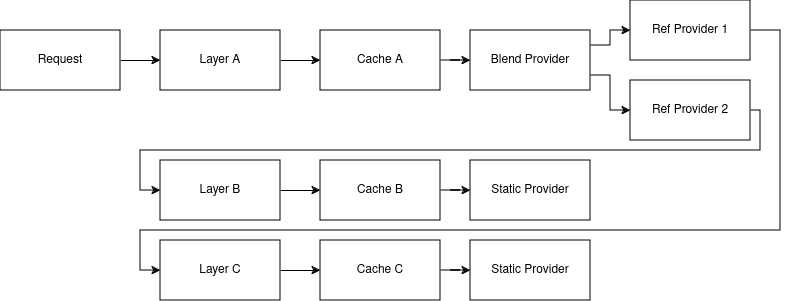 Request
Layer A
Cache A
Blend Provider
Ref Provider 1
Ref Provider 2
Layer B
Cache B
Static Provider
Layer C
Cache C
Static Provider